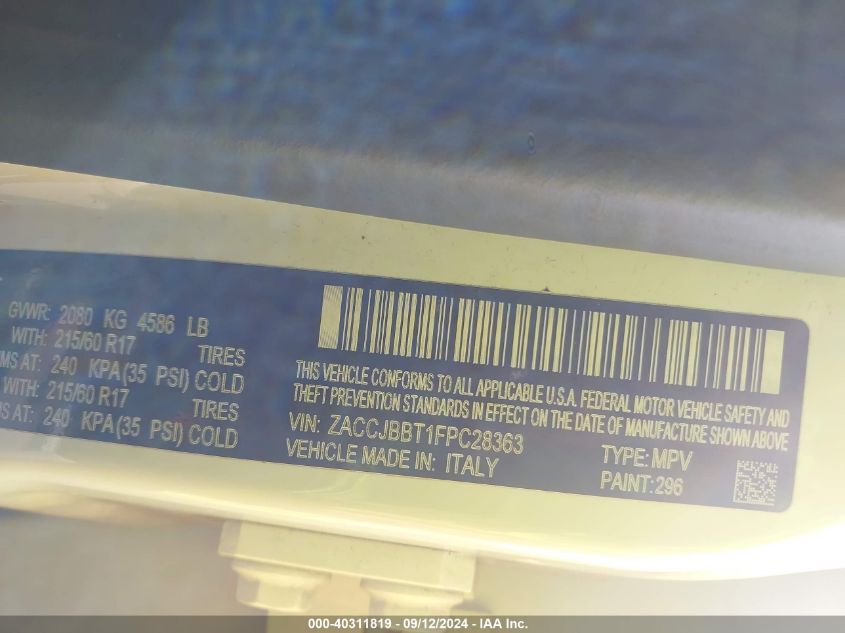 GVWR: 2080 KG 4586 LB
WITH: 215/60 R17 TIRES
MS AT: 240 KPA(35 PSI) COLD
WITH: 215/60 R17 TIRES
MS AT: 240 KPA(35 PSI) COLD
THIS VEHICLE CONFORMS TO ALL APPLICABLE U.S.A. FEDERAL MOTOR VEHICLE SAFETY AND
THEFT PREVENTION STANDARDS IN EFFECT ON THE DATE OF MANUFACTURE SHOWN ABOVE
VIN: ZACCJBBT1FPC28363
VEHICLE MADE IN: ITALY
TYPE: MPV
PAINT: 296
000-40311819 - 09/12/2024 - IAA Inc.